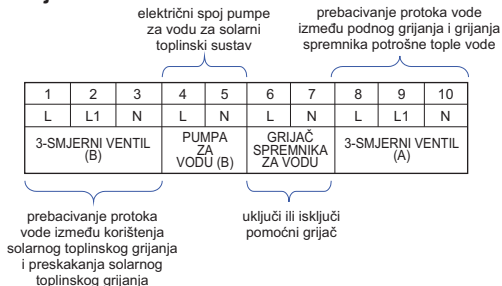 električni spoj pumpe
za vodu za solarni
toplinski sustav
prebacivanje protoka vode
između podnog grijanja i grijanja
spremnika potrošne tople vode
1 2 3 4 5 6 7 8 9 10
L L1 N L N L N L L1 N
3-SMJERNI VENTIL
(B)
PUMPA
ZA
VODU (B)
GRIJAČ
SPREMNIKA
ZA VODU
3-SMJERNI VENTIL
(A)
prebacivanje protoka
vode između korištenja
solarnog toplinskog grijanja
i preskakanja solarnog
toplinskog grijanja
uključi ili isključi
pomoćni grijač